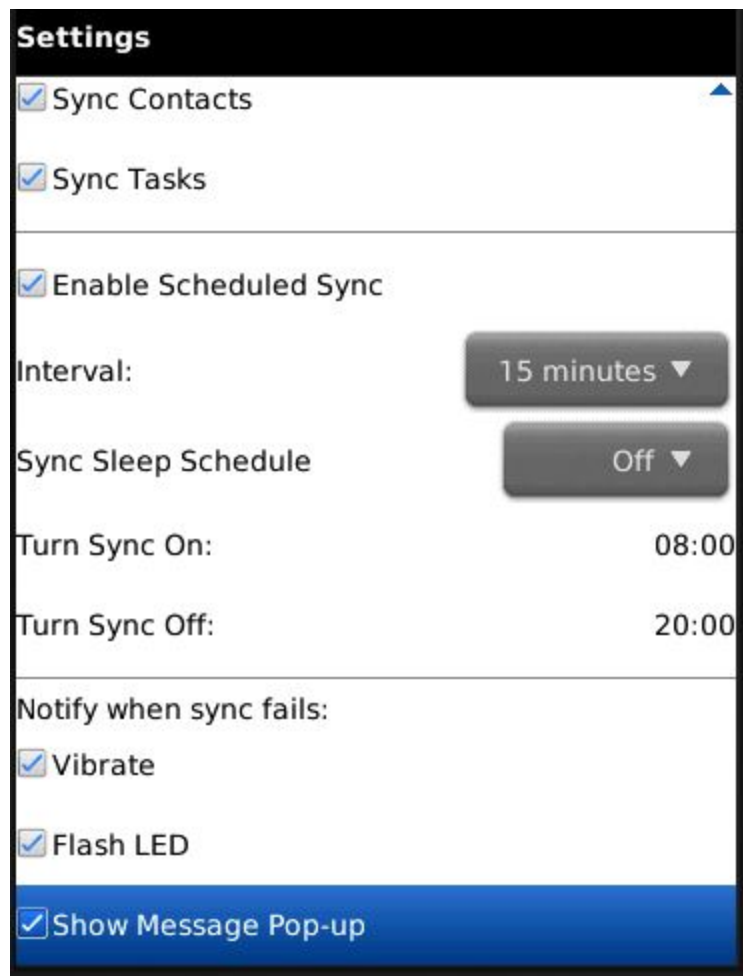 Settings
Sync Contacts
Sync Tasks
Enable Scheduled Sync
Interval: 15 minutes
Sync Sleep Schedule Off
Turn Sync On: 08:00
Turn Sync Off: 20:00
Notify when sync fails:
Vibrate
Flash LED
Show Message Pop-up